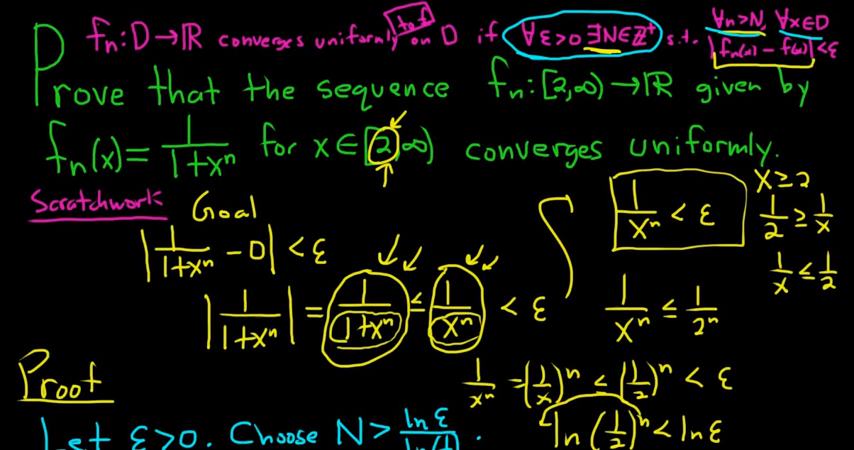 fₙ: D → ℝ converges uniformly to f on D if ∀ε>0 ∃N∈ℤ⁺ s.t. ∀n>N, ∀x∈D |fₙ(x) − f(x)| < ε
Prove that the sequence fₙ: [2,∞) → ℝ given by
fₙ(x) = 1/(1+xⁿ) for x ∈ [2,∞) converges uniformly.
Scratchwork
Goal
|1/(1+xⁿ) − 0| < ε
|1/(1+xⁿ)| = 1/(1+xⁿ) ≤ 1/xⁿ < ε
1/xⁿ < ε
x ≥ 2
1/2 ≥ 1/x
1/x ≤ 1/2
1/xⁿ ≤ 1/2ⁿ
1/xⁿ = (1/x)ⁿ ≤ (1/2)ⁿ < ε
ln(1/2)ⁿ < ln ε
Proof
Let ε>0. Choose N > ln ε/ln(